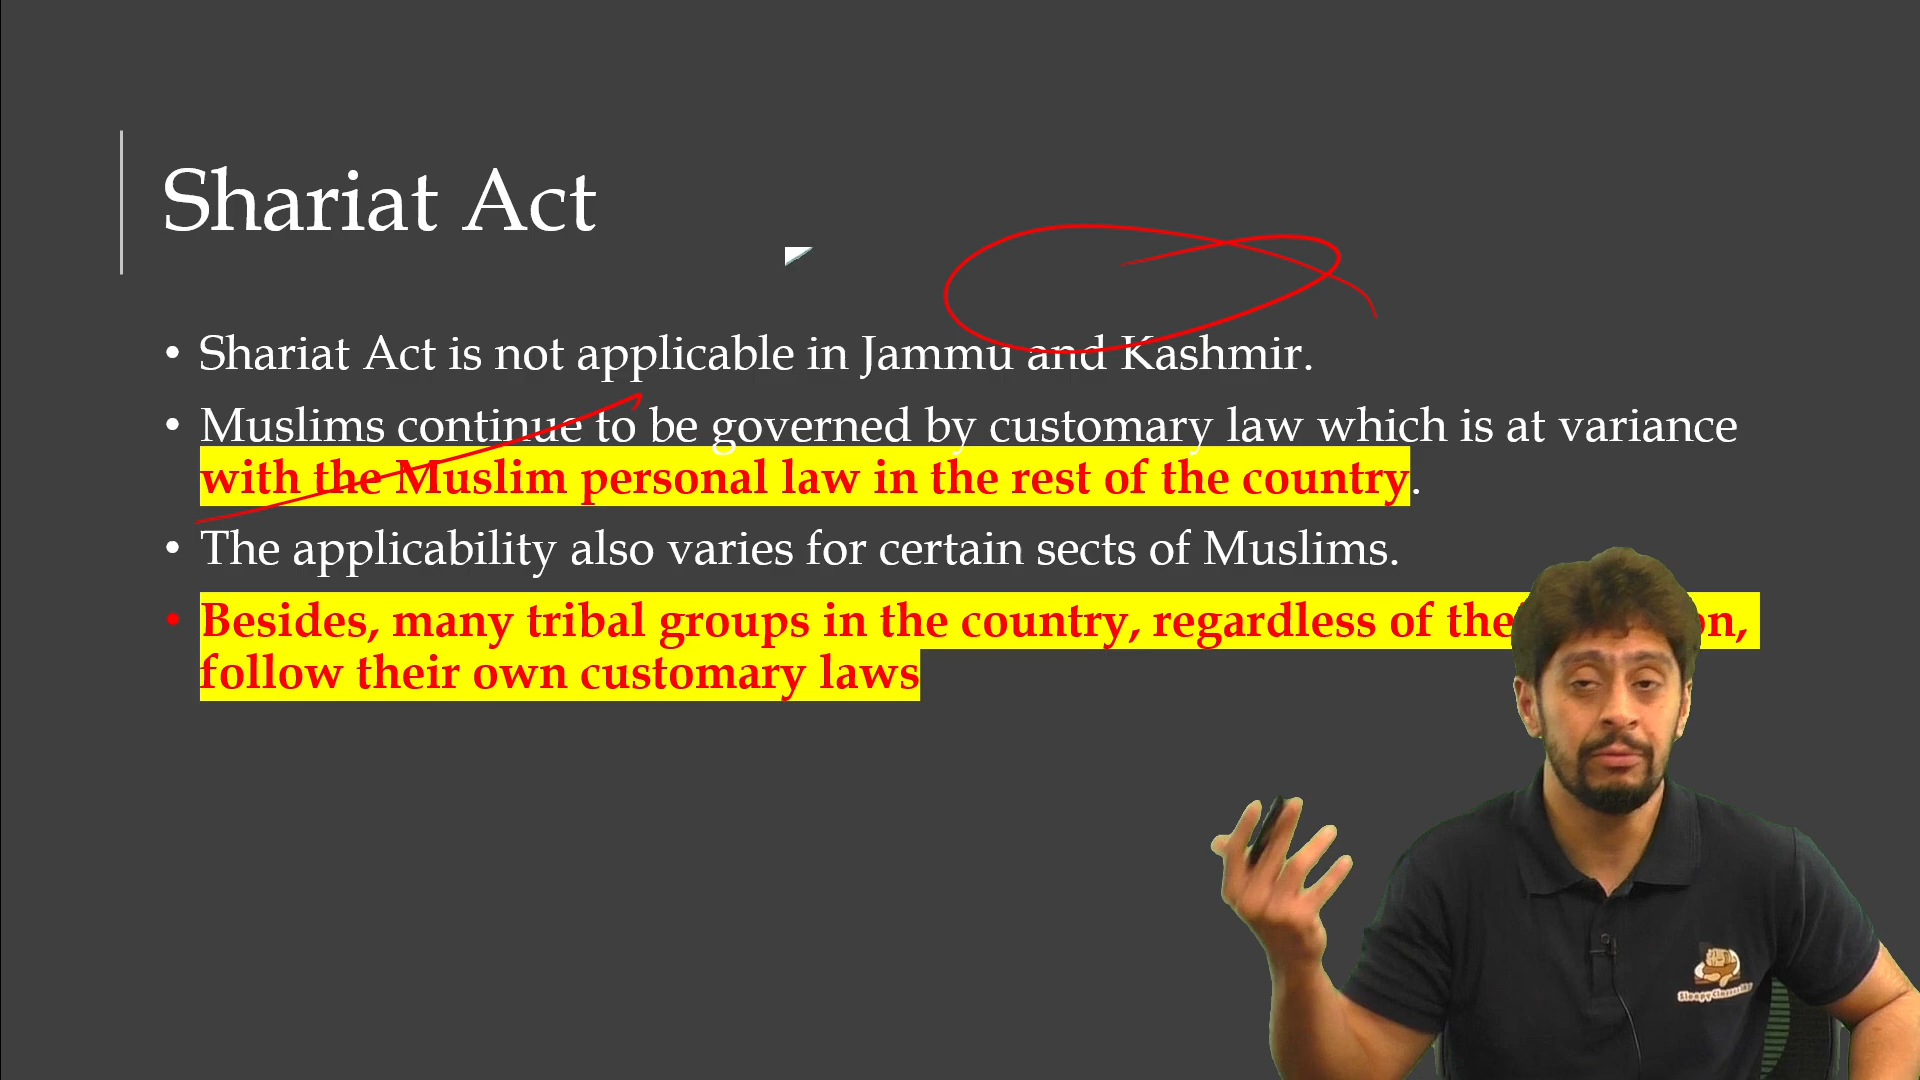 Shariat Act
• Shariat Act is not applicable in Jammu and Kashmir.
• Muslims continue to be governed by customary law which is at variance
with the Muslim personal law in the rest of the country.
• The applicability also varies for certain sects of Muslims.
• Besides, many tribal groups in the country, regardless of
follow their own customary laws